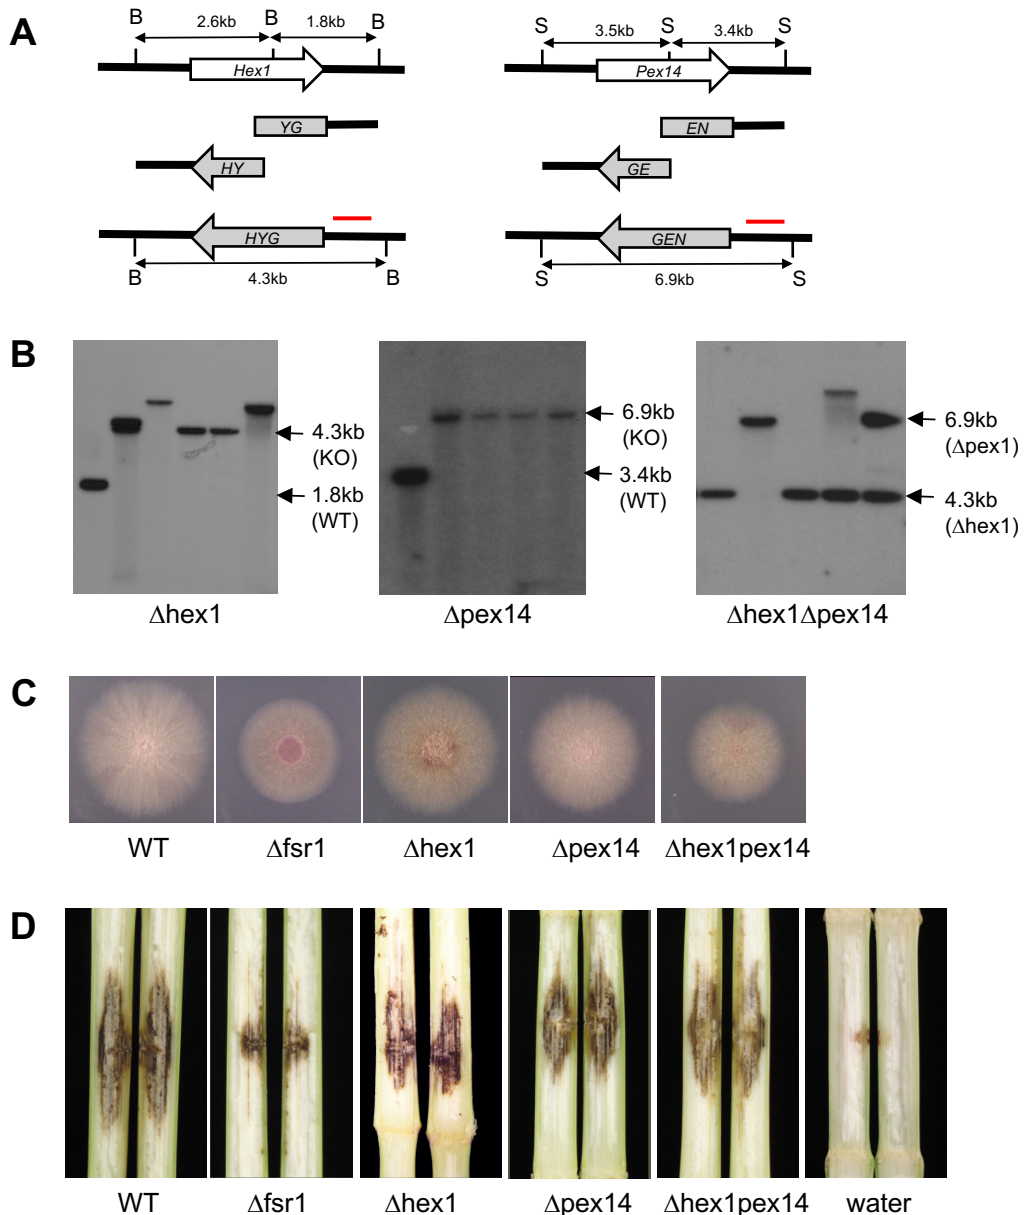 A
B B B S S S
2.6kb 1.8kb 3.5kb 3.4kb
Hex1 Pex14
YG EN
HY GE
HYG GEN
B B S S
4.3kb 6.9kb
B
4.3kb
(KO)
1.8kb
(WT)
6.9kb
(KO)
3.4kb
(WT)
6.9kb
(Δpex1)
4.3kb
(Δhex1)
Δhex1 Δpex14 Δhex1Δpex14
C
WT Δfsr1 Δhex1 Δpex14 Δhex1pex14
D
WT Δfsr1 Δhex1 Δpex14 Δhex1pex14 water